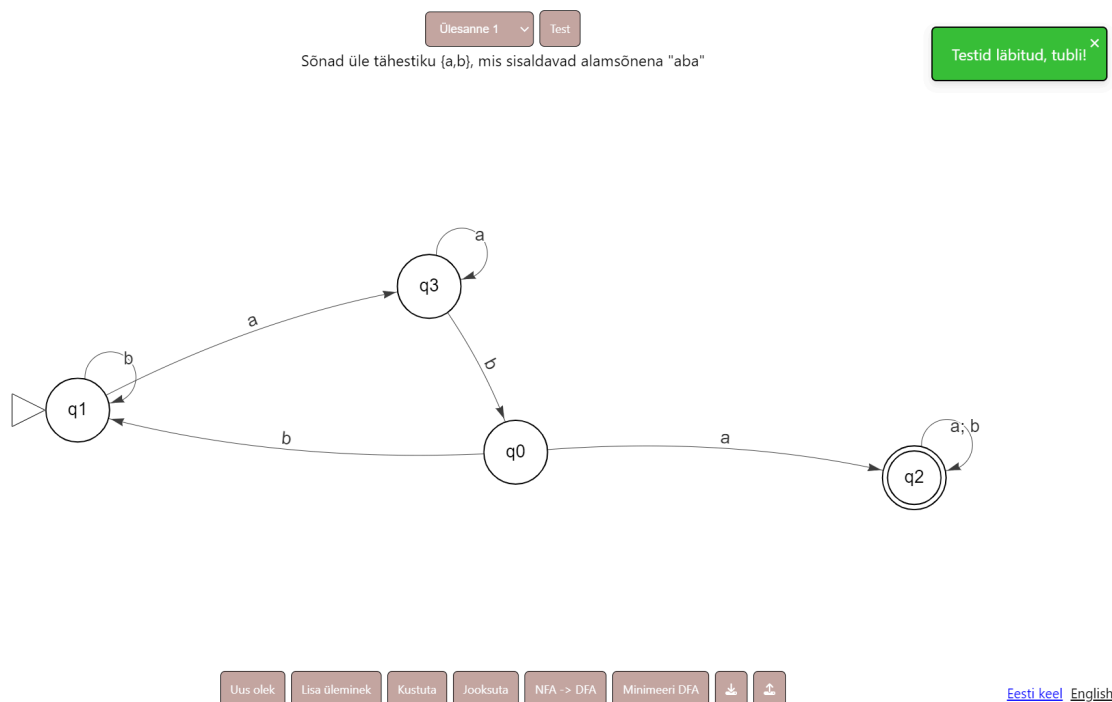 Ülesanne 1 Test
Sõnad üle tähestiku {a,b}, mis sisaldavad alamsõnena "aba"
Testid läbitud, tubli!
a
q3
a
b
b
q1
b
q0
a
a; b
q2
Uus olek Lisa üleminek Kustuta Jooksuta NFA -> DFA Minimeeri DFA
Eesti keel English